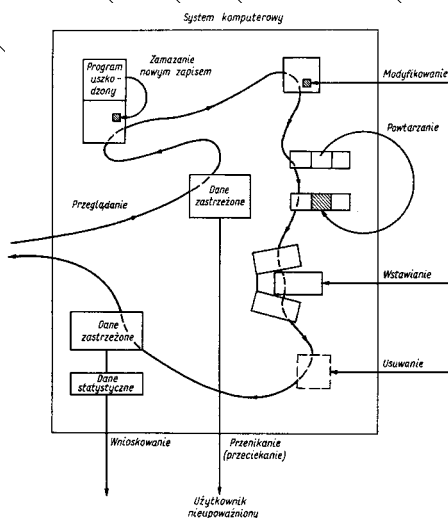 System komputerowy
Program
uszko-
dzony
Zamazanie
nowym zapisem
Modyfikowanie
Powtarzanie
Dane
zastrzeżone
Przeglądanie
Wstawianie
Dane
zastrzeżone
Usuwanie
Dane
statystyczne
Wnioskowanie
Przenikanie
(przeciekanie)
Użytkownik
nieupoważniony